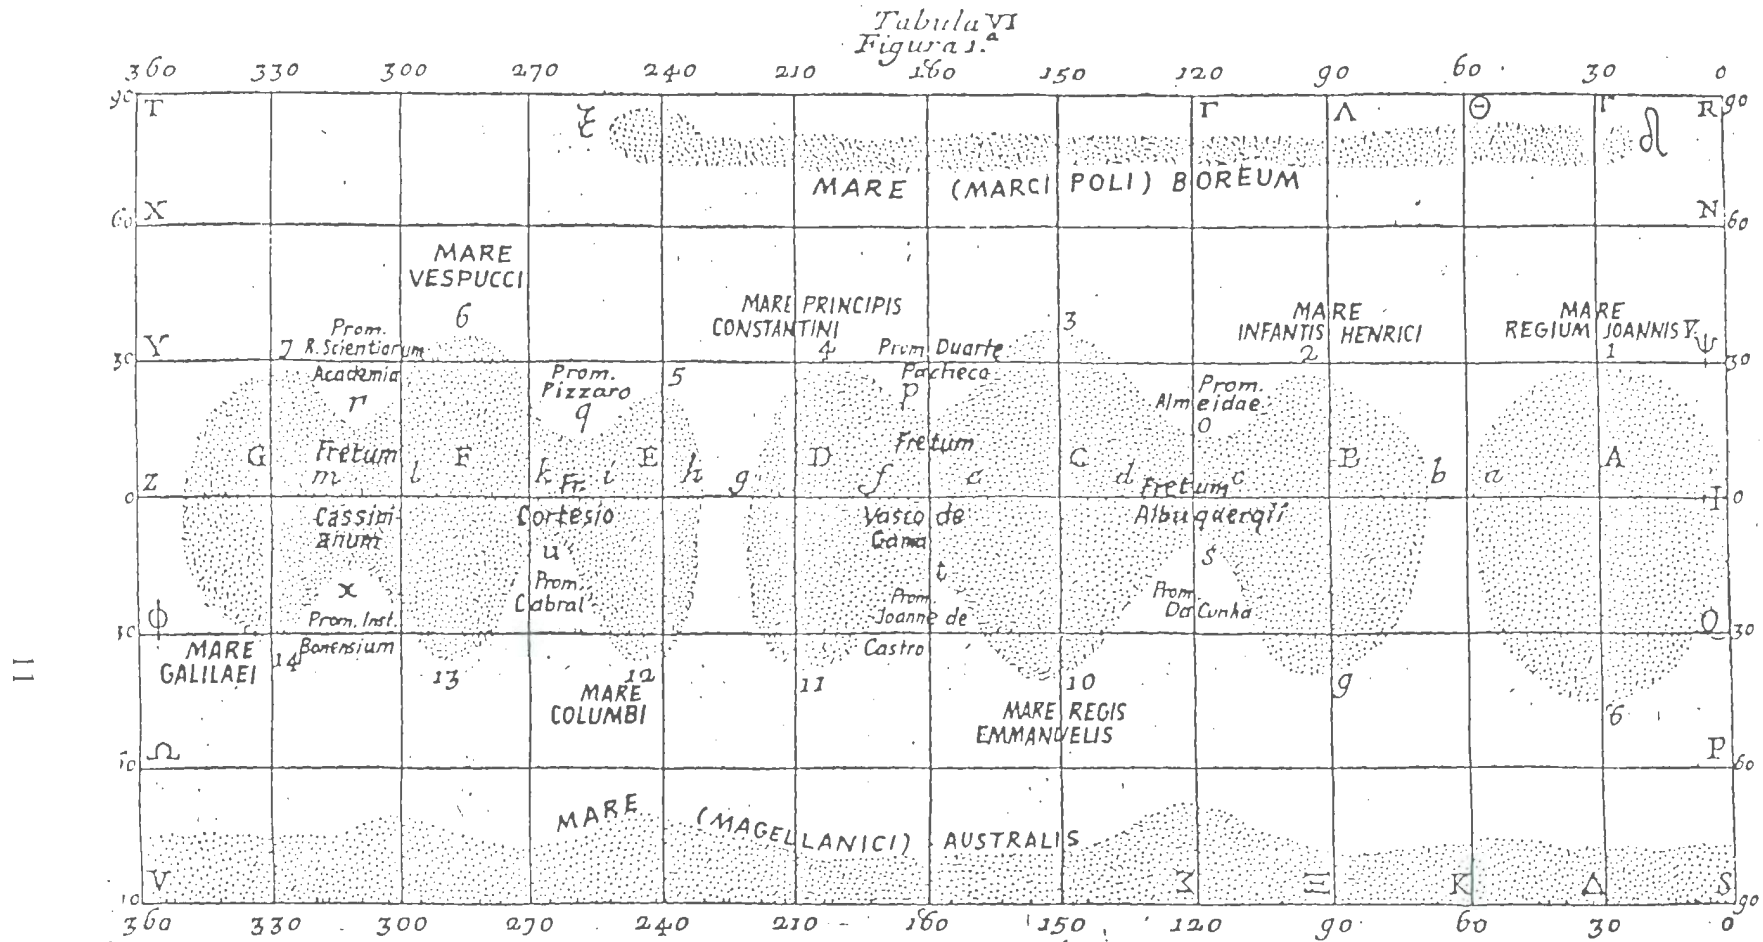 Tabula VI
Figura 1.ª
360 330 300 270 240 210 180 150 120 90 60 30 0
90 T ξ Γ Λ Θ Γ R 90
MARE (MARCI POLI) BOREUM
60 X N 60
MARE
VESPUCCI
6
MARE PRINCIPIS
CONSTANTINI
4
3
MARE
INFANTIS HENRICI
2
MARE
REGIUM JOANNIS V
1
Y Ψ
30 30
7 Prom.
R. Scientiarum
Academia
r
Prom.
Pizzaro
q
5
Prom. Duarte
Pacheco
p
Prom.
Almeidae
o
G F E D C B A
Fretum
m l k i h g f e d c b a
Z I
0 0
Cassini
anum
Fr.
Cortesio
Fretum
Vasco de
Gama
Fretum
Albuquerqii
x
Prom. Inst.
Bonensium
u
Prom.
Cabral
t
Prom.
Joanne de
Castro
s
Prom.
Da Cunha
Φ O
30 30
MARE
GALILAEI
14 13 12 11 10 9 6
MARE
COLUMBI
MARE REGIS
EMMANUELIS
Ω P
60
MARE (MAGELLANICI) AUSTRALIS
V Σ Ξ K Δ S
90
360 330 300 270 240 210 180 150 120 90 60 30 0
11